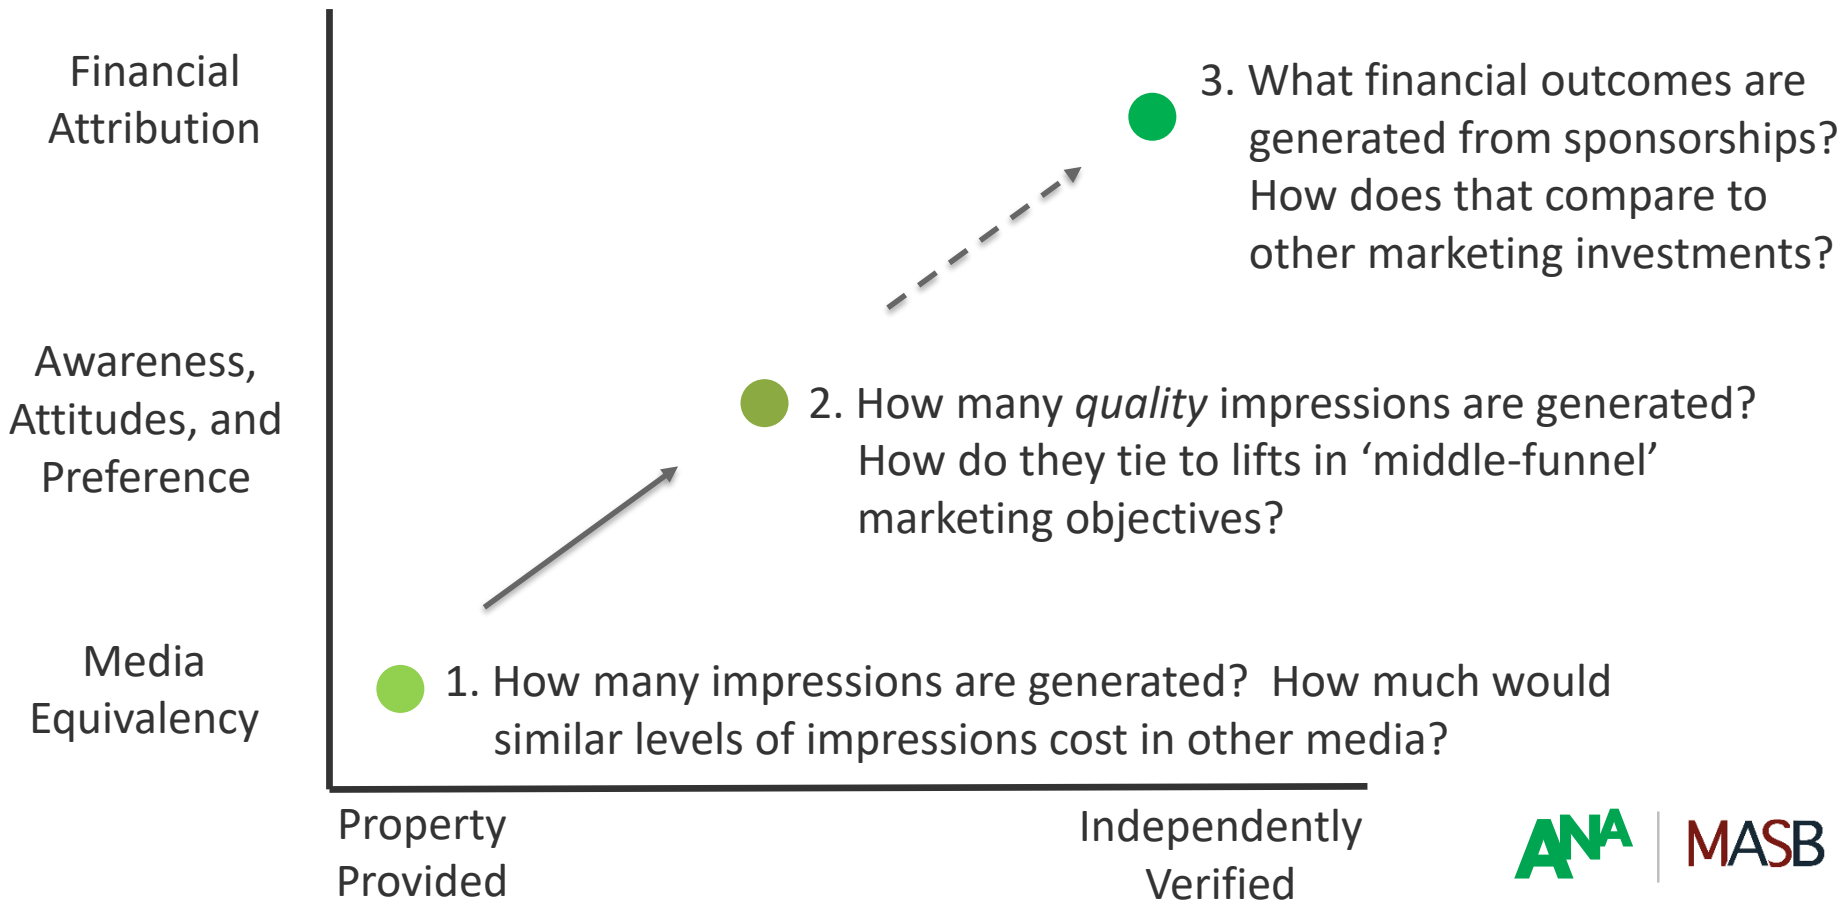 Financial
Attribution
3. What financial outcomes are
generated from sponsorships?
How does that compare to
other marketing investments?
Awareness,
Attitudes, and
Preference
2. How many quality impressions are generated?
How do they tie to lifts in ‘middle-funnel’
marketing objectives?
Media
Equivalency
1. How many impressions are generated?  How much would
similar levels of impressions cost in other media?
Property
Provided
Independently
Verified
ANA
MASB